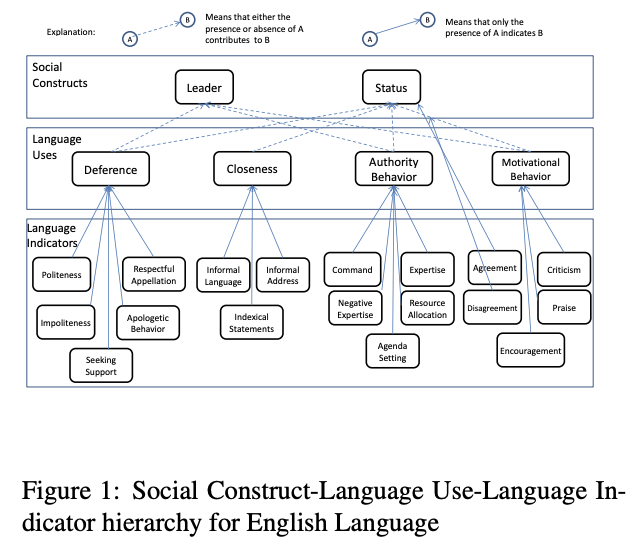 Explanation:
A
B
Means that either the
presence or absence of A
contributes to B
A
B
Means that only the
presence of A indicates B
Social
Constructs
Leader
Status
Language
Uses
Deference
Closeness
Authority
Behavior
Motivational
Behavior
Language
Indicators
Politeness
Respectful
Appellation
Informal
Language
Informal
Address
Command
Expertise
Agreement
Criticism
Impoliteness
Apologetic
Behavior
Indexical
Statements
Negative
Expertise
Resource
Allocation
Disagreement
Praise
Seeking
Support
Agenda
Setting
Encouragement
Figure 1: Social Construct-Language Use-Language In-
dicator hierarchy for English Language